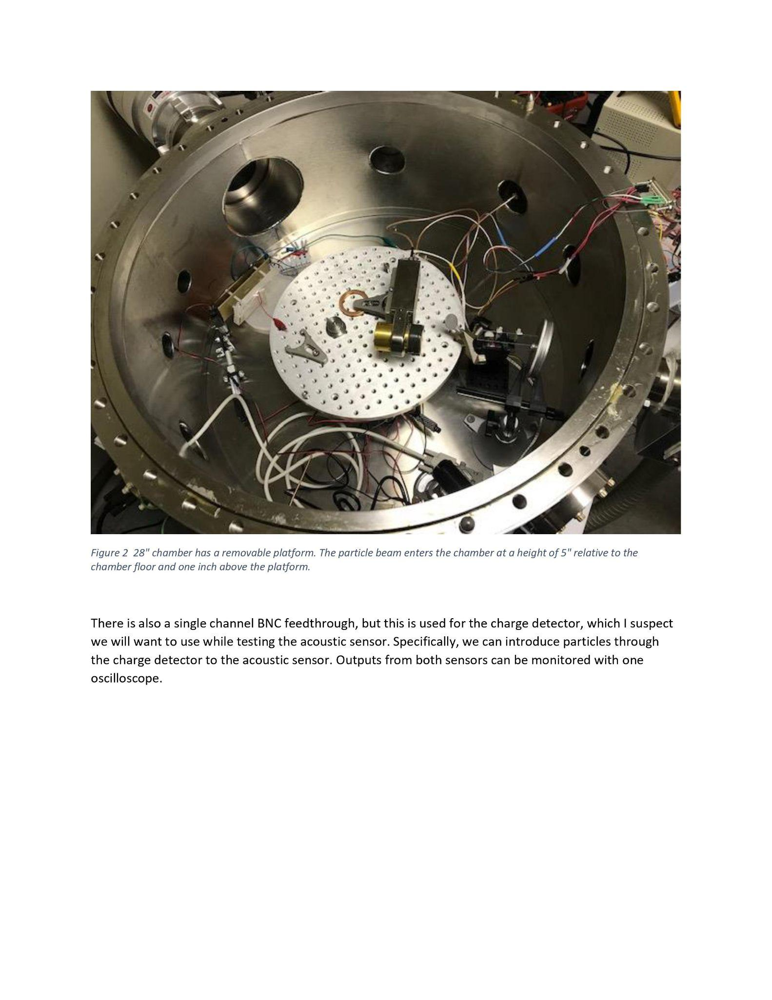 Figure 2  28" chamber has a removable platform. The particle beam enters the chamber at a height of 5" relative to the
chamber floor and one inch above the platform.
There is also a single channel BNC feedthrough, but this is used for the charge detector, which I suspect
we will want to use while testing the acoustic sensor. Specifically, we can introduce particles through
the charge detector to the acoustic sensor. Outputs from both sensors can be monitored with one
oscilloscope.